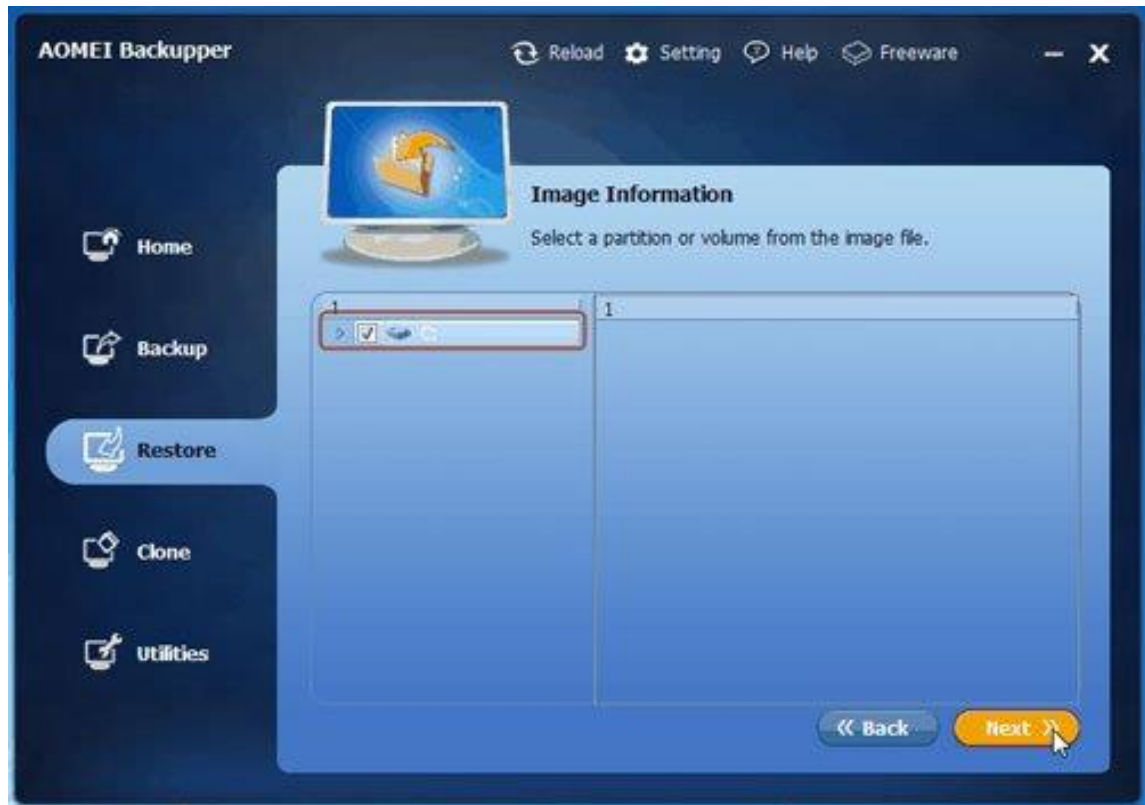 AOMEI Backupper
Reload Setting Help Freeware
Image Information
Select a partition or volume from the image file.
Home
Backup
Restore
Clone
Utilities
1
1
C:
Back
Next